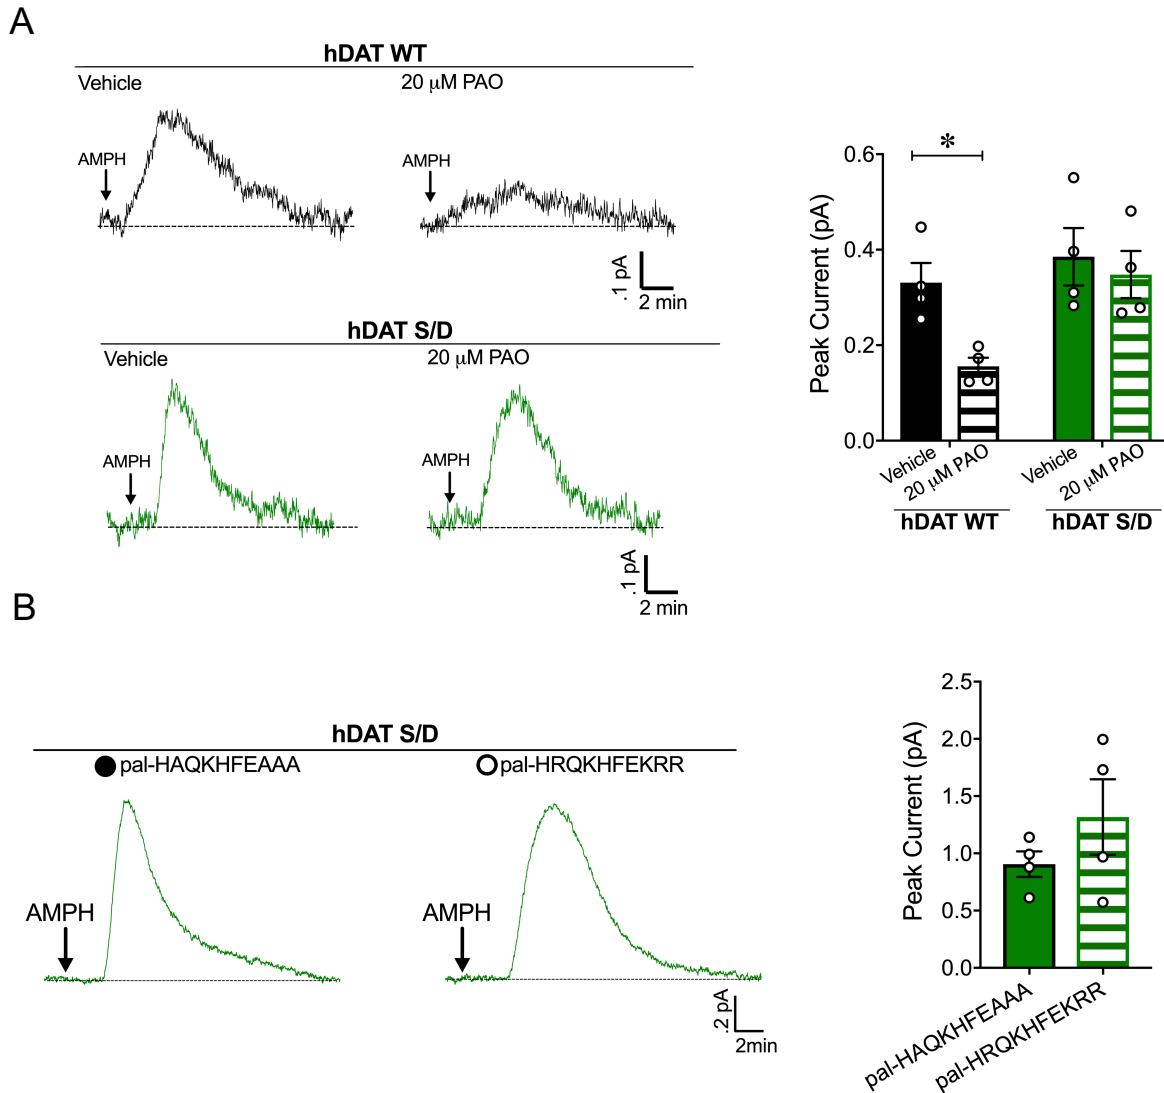 A
hDAT WT
Vehicle
20 μM PAO
AMPH
AMPH
.1 pA
2 min
hDAT S/D
Vehicle
20 μM PAO
AMPH
AMPH
.1 pA
2 min
*
Peak Current (pA)
0.6
0.4
0.2
0.0
Vehicle
20 μM PAO
Vehicle
20 μM PAO
hDAT WT
hDAT S/D
B
hDAT S/D
pal-HAQKHFEAAA
pal-HRQKHFEKRR
AMPH
AMPH
.2 pA
2min
Peak Current (pA)
2.5
2.0
1.5
1.0
0.5
0.0
pal-HAQKHFEAAA
pal-HRQKHFEKRR